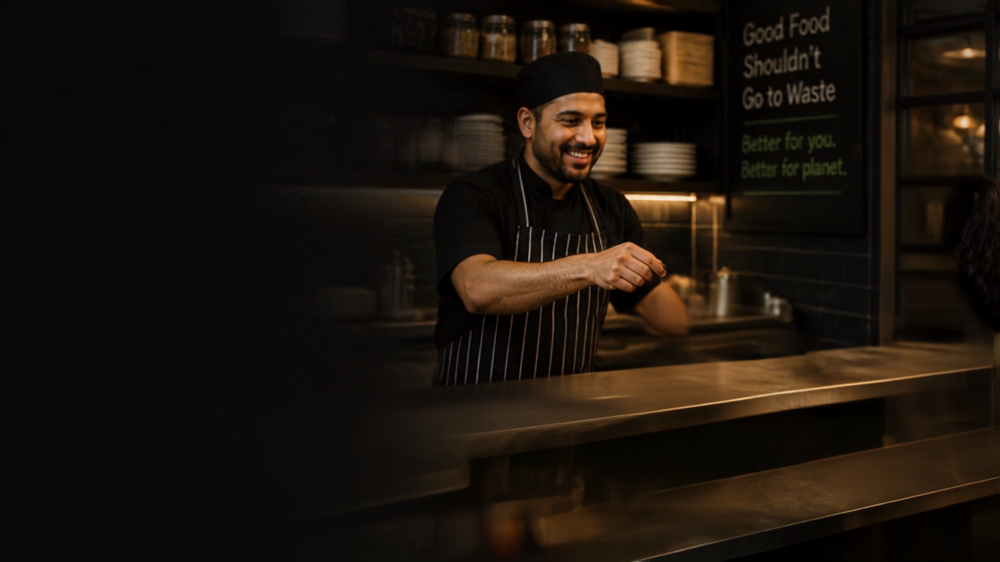 Good Food
Shouldn't
Go to Waste
Better for you.
Better for planet.